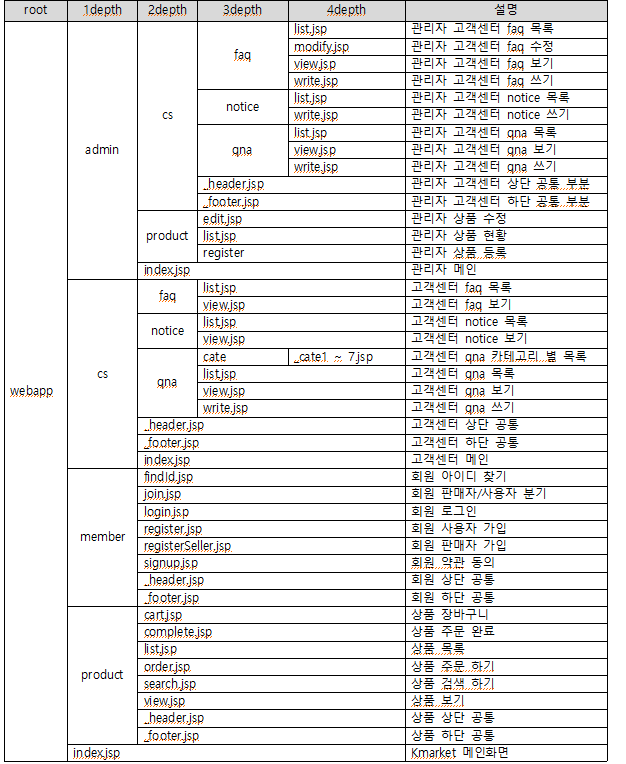 root 1depth 2depth 3depth 4depth 설명
webapp admin cs faq list.jsp 관리자 고객센터 faq 목록
modify.jsp 관리자 고객센터 faq 수정
view.jsp 관리자 고객센터 faq 보기
write.jsp 관리자 고객센터 faq 쓰기
notice list.jsp 관리자 고객센터 notice 목록
write.jsp 관리자 고객센터 notice 쓰기
qna list.jsp 관리자 고객센터 qna 목록
view.jsp 관리자 고객센터 qna 보기
write.jsp 관리자 고객센터 qna 쓰기
_header.jsp 관리자 고객센터 상단 공통 부분
_footer.jsp 관리자 고객센터 하단 공통 부분
product edit.jsp 관리자 상품 수정
list.jsp 관리자 상품 현황
register 관리자 상품 등록
index.jsp 관리자 메인
cs faq list.jsp 고객센터 faq 목록
view.jsp 고객센터 faq 보기
notice list.jsp 고객센터 notice 목록
view.jsp 고객센터 notice 보기
qna cate _cate1 ~ 7.jsp 고객센터 qna 카테고리 별 목록
list.jsp 고객센터 qna 목록
view.jsp 고객센터 qna 보기
write.jsp 고객센터 qna 쓰기
_header.jsp 고객센터 상단 공통
_footer.jsp 고객센터 하단 공통
index.jsp 고객센터 메인
member findId.jsp 회원 아이디 찾기
join.jsp 회원 판매자/사용자 분기
login.jsp 회원 로그인
register.jsp 회원 사용자 가입
registerSeller.jsp 회원 판매자 가입
signup.jsp 회원 약관 동의
_header.jsp 회원 상단 공통
_footer.jsp 회원 하단 공통
product cart.jsp 상품 장바구니
complete.jsp 상품 주문 완료
list.jsp 상품 목록
order.jsp 상품 주문 하기
search.jsp 상품 검색 하기
view.jsp 상품 보기
_header.jsp 상품 상단 공통
_footer.jsp 상품 하단 공통
index.jsp Kmarket 메인화면